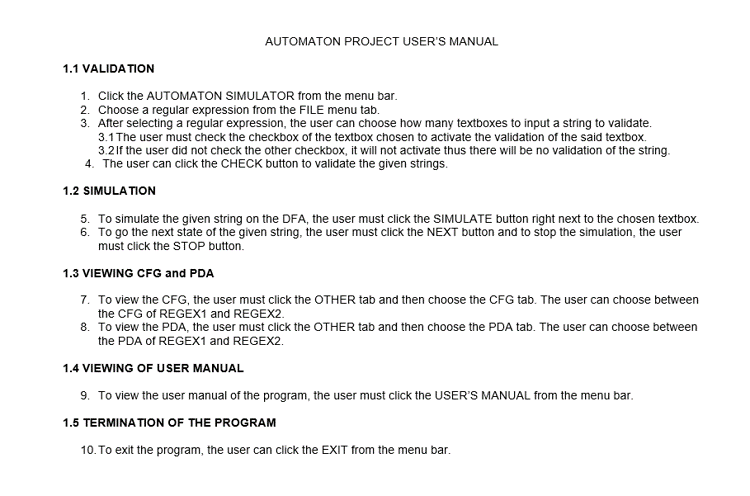 AUTOMATON PROJECT USER'S MANUAL
1.1 VALIDATION
1. Click the AUTOMATON SIMULATOR from the menu bar.
2. Choose a regular expression from the FILE menu tab.
3. After selecting a regular expression, the user can choose how many textboxes to input a string to validate.
3.1 The user must check the checkbox of the textbox chosen to activate the validation of the said textbox.
3.2 If the user did not check the other checkbox, it will not activate thus there will be no validation of the string.
4. The user can click the CHECK button to validate the given strings.
1.2 SIMULATION
5. To simulate the given string on the DFA, the user must click the SIMULATE button right next to the chosen textbox.
6. To go the next state of the given string, the user must click the NEXT button and to stop the simulation, the user
must click the STOP button.
1.3 VIEWING CFG and PDA
7. To view the CFG, the user must click the OTHER tab and then choose the CFG tab. The user can choose between
the CFG of REGEX1 and REGEX2.
8. To view the PDA, the user must click the OTHER tab and then choose the PDA tab. The user can choose between
the PDA of REGEX1 and REGEX2.
1.4 VIEWING OF USER MANUAL
9. To view the user manual of the program, the user must click the USER'S MANUAL from the menu bar.
1.5 TERMINATION OF THE PROGRAM
10. To exit the program, the user can click the EXIT from the menu bar.